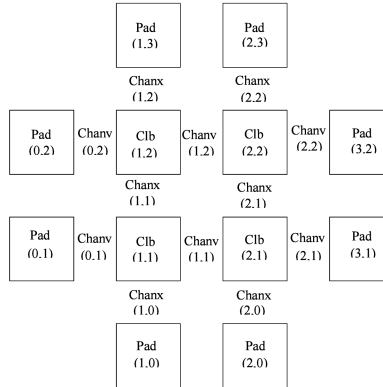 Pad
(1.3)
Pad
(2.3)
Chanx
(1.2)
Chanx
(2.2)
Pad
(0.2)
Chanv
(0.2)
Clb
(1.2)
Chanv
(1.2)
Clb
(2.2)
Chanv
(2.2)
Pad
(3.2)
Chanx
(1.1)
Chanx
(2.1)
Pad
(0.1)
Chanv
(0.1)
Clb
(1.1)
Chanv
(1.1)
Clb
(2.1)
Chanv
(2.1)
Pad
(3.1)
Chanx
(1.0)
Chanx
(2.0)
Pad
(1.0)
Pad
(2.0)